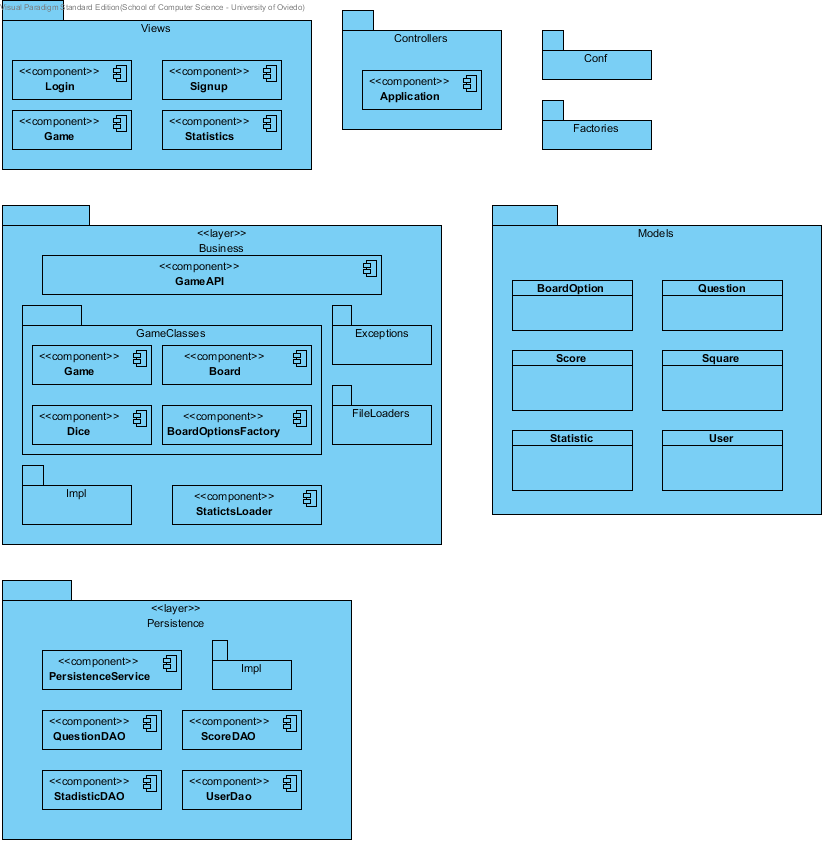 Visual Paradigm Standard Edition(School of Computer Science - University of Oviedo)
Views
<<component>>
Login
<<component>>
Signup
<<component>>
Game
<<component>>
Statistics
Controllers
<<component>>
Application
Conf
Factories
<<layer>>
Business
<<component>>
GameAPI
GameClasses
<<component>>
Game
<<component>>
Board
<<component>>
Dice
<<component>>
BoardOptionsFactory
Exceptions
FileLoaders
Impl
<<component>>
StatictsLoader
Models
BoardOption
Question
Score
Square
Statistic
User
<<layer>>
Persistence
<<component>>
PersistenceService
Impl
<<component>>
QuestionDAO
<<component>>
ScoreDAO
<<component>>
StadisticDAO
<<component>>
UserDao